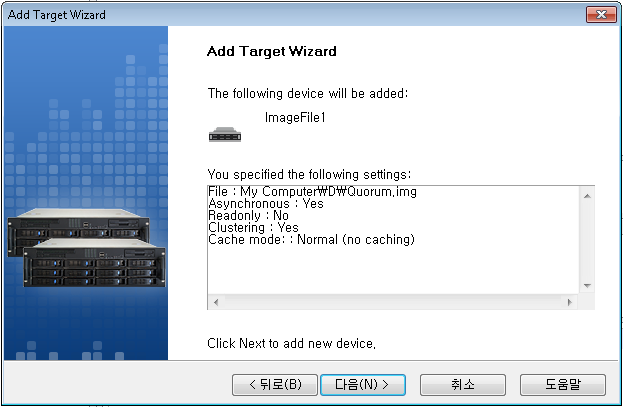 Add Target Wizard
Add Target Wizard
The following device will be added:
ImageFile1
You specified the following settings:
File : My Computer₩D₩Quorum.img
Asynchronous : Yes
Readonly : No
Clustering : Yes
Cache mode: : Normal (no caching)
Click Next to add new device.
< 뒤로(B)
다음(N) >
취소
도움말